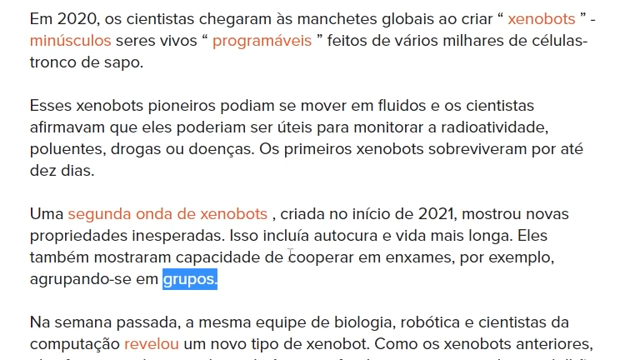 Em 2020, os cientistas chegaram às manchetes globais ao criar “ xenobots ” -
minúsculos seres vivos “ programáveis ” feitos de vários milhares de células-
tronco de sapo.
Esses xenobots pioneiros podiam se mover em fluidos e os cientistas
afirmavam que eles poderiam ser úteis para monitorar a radioatividade,
poluentes, drogas ou doenças. Os primeiros xenobots sobreviveram por até
dez dias.
Uma segunda onda de xenobots , criada no início de 2021, mostrou novas
propriedades inesperadas. Isso incluía autocura e vida mais longa. Eles
também mostraram capacidade de cooperar em enxames, por exemplo,
agrupando-se em grupos.
Na semana passada, a mesma equipe de biologia, robótica e cientistas da
computação revelou um novo tipo de xenobot. Como os xenobots anteriores,